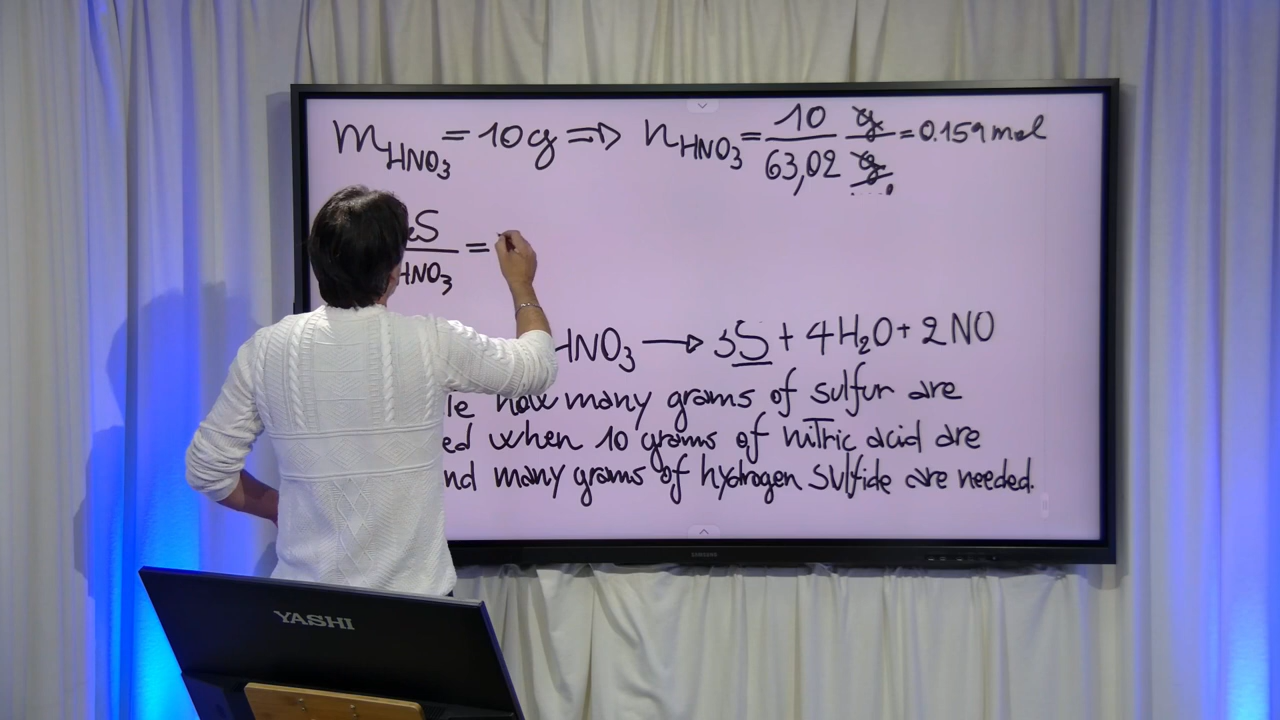 m HNO₃ = 10g ⇒ n HNO₃ = 10/63,02 g/g = 0.159 mol
S/HNO₃ =
HNO₃ → 3S + 4H₂O + 2NO
how many grams of sulfur are
when 10 grams of nitric acid are
many grams of hydrogen sulfide are needed.
SAMSUNG
YASHI